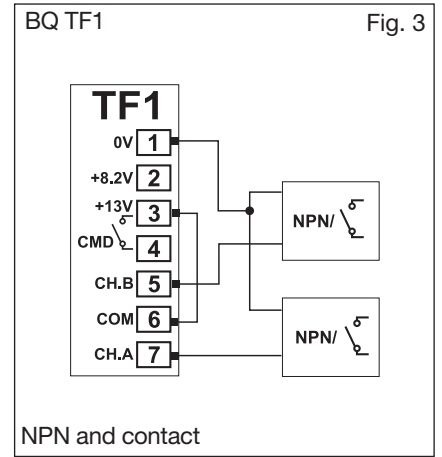 BQ TF1
Fig. 3
TF1
0V 1
+8.2V 2
+13V 3
CMD 4
CH.B 5
COM 6
CH.A 7
NPN/
NPN/
NPN and contact